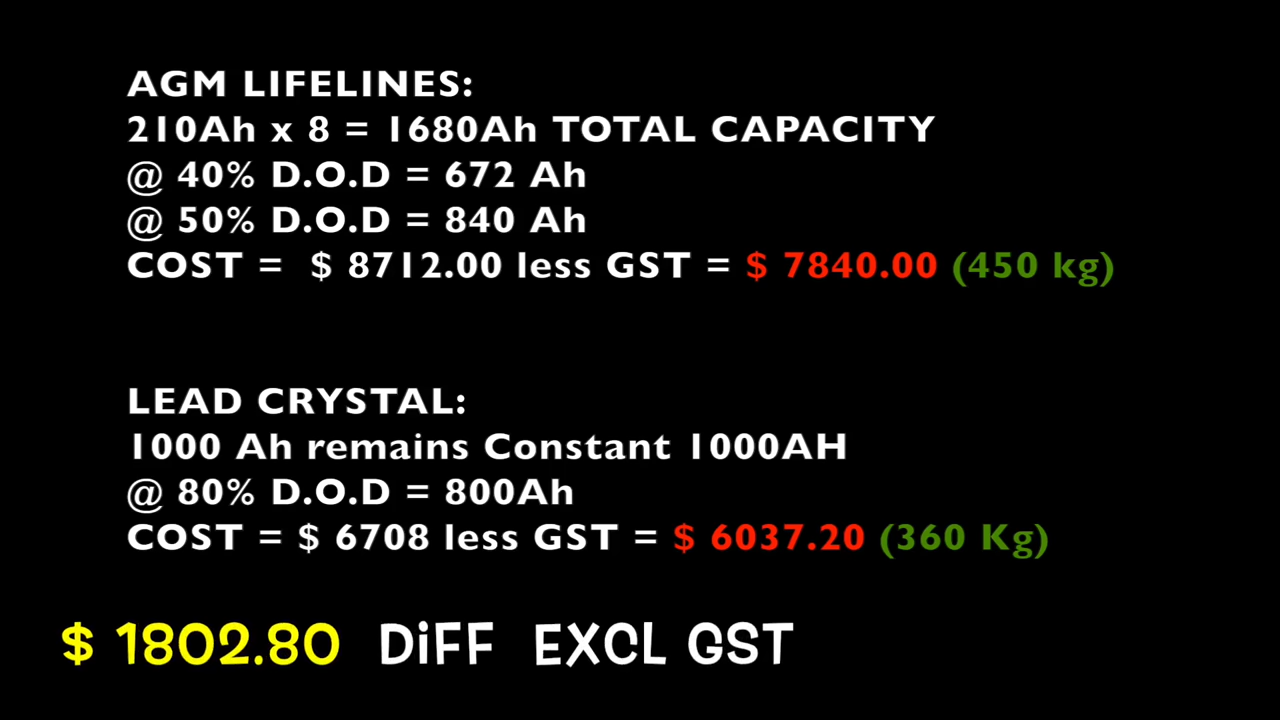 AGM LIFELINES:
210Ah x 8 = 1680Ah TOTAL CAPACITY
@ 40% D.O.D = 672 Ah
@ 50% D.O.D = 840 Ah
COST = $ 8712.00 less GST = $ 7840.00 (450 kg)
LEAD CRYSTAL:
1000 Ah remains Constant 1000AH
@ 80% D.O.D = 800Ah
COST = $ 6708 less GST = $ 6037.20 (360 Kg)
$ 1802.80 DiFF EXCL GST